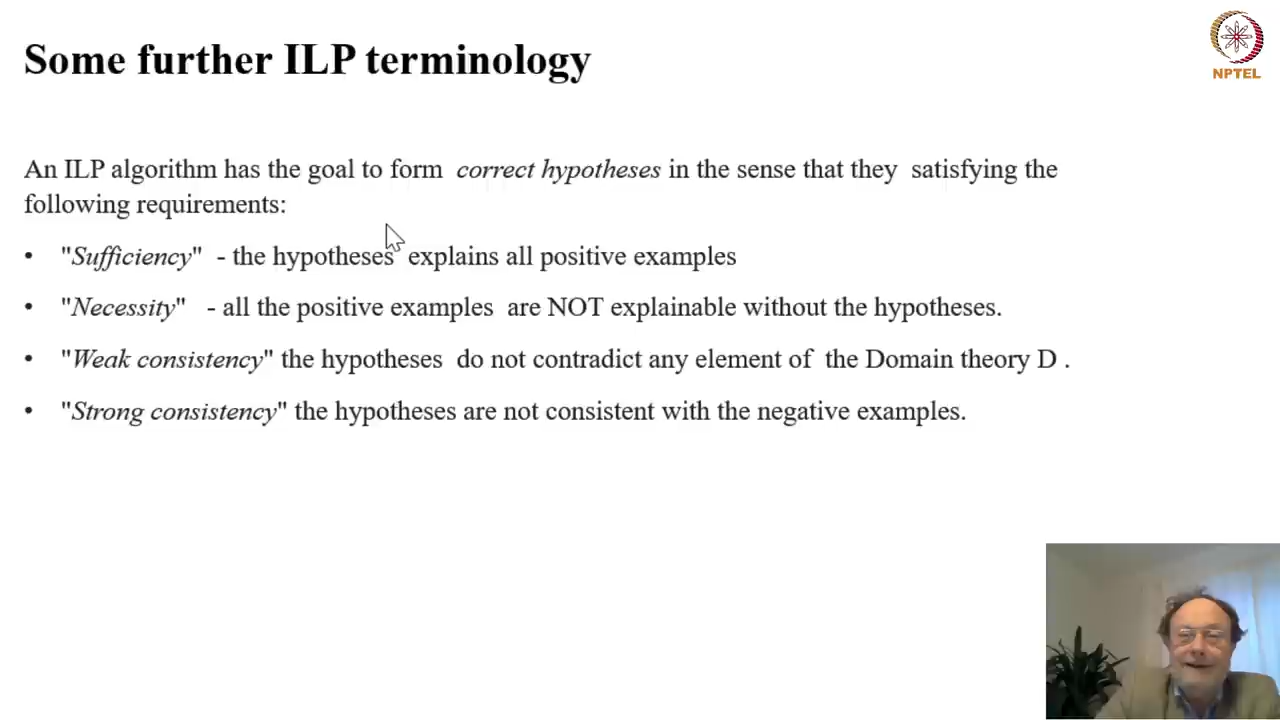 Some further ILP terminology
NPTEL
An ILP algorithm has the goal to form correct hypotheses in the sense that they satisfying the
following requirements:
• "Sufficiency" - the hypotheses explains all positive examples
• "Necessity" - all the positive examples are NOT explainable without the hypotheses.
• "Weak consistency" the hypotheses do not contradict any element of the Domain theory D .
• "Strong consistency" the hypotheses are not consistent with the negative examples.